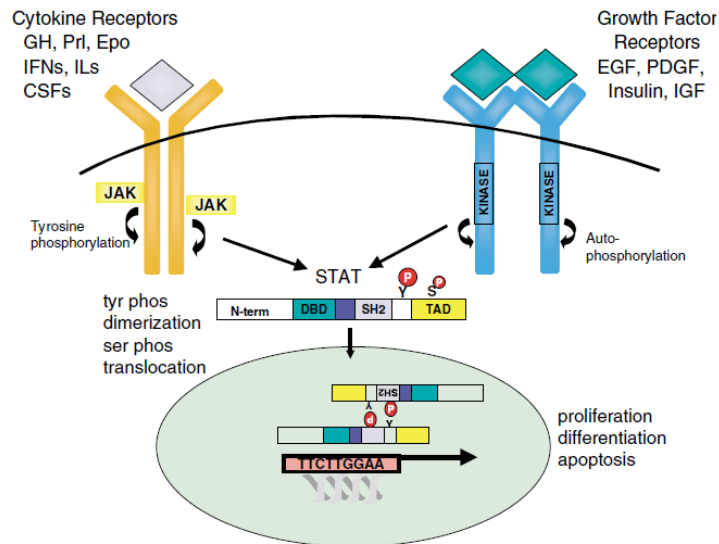 Cytokine Receptors
GH, Prl, Epo
IFNs, ILs
CSFs
Growth Factor
Receptors
EGF, PDGF,
Insulin, IGF
JAK
JAK
KINASE
KINASE
Tyrosine
phosphorylation
Auto-
phosphorylation
STAT
P
P
Y
S
N-term
DBD
SH2
TAD
tyr phos
dimerization
ser phos
translocation
SH2
Y
P
P
Y
proliferation
differentiation
apoptosis
TTCTTGGAA